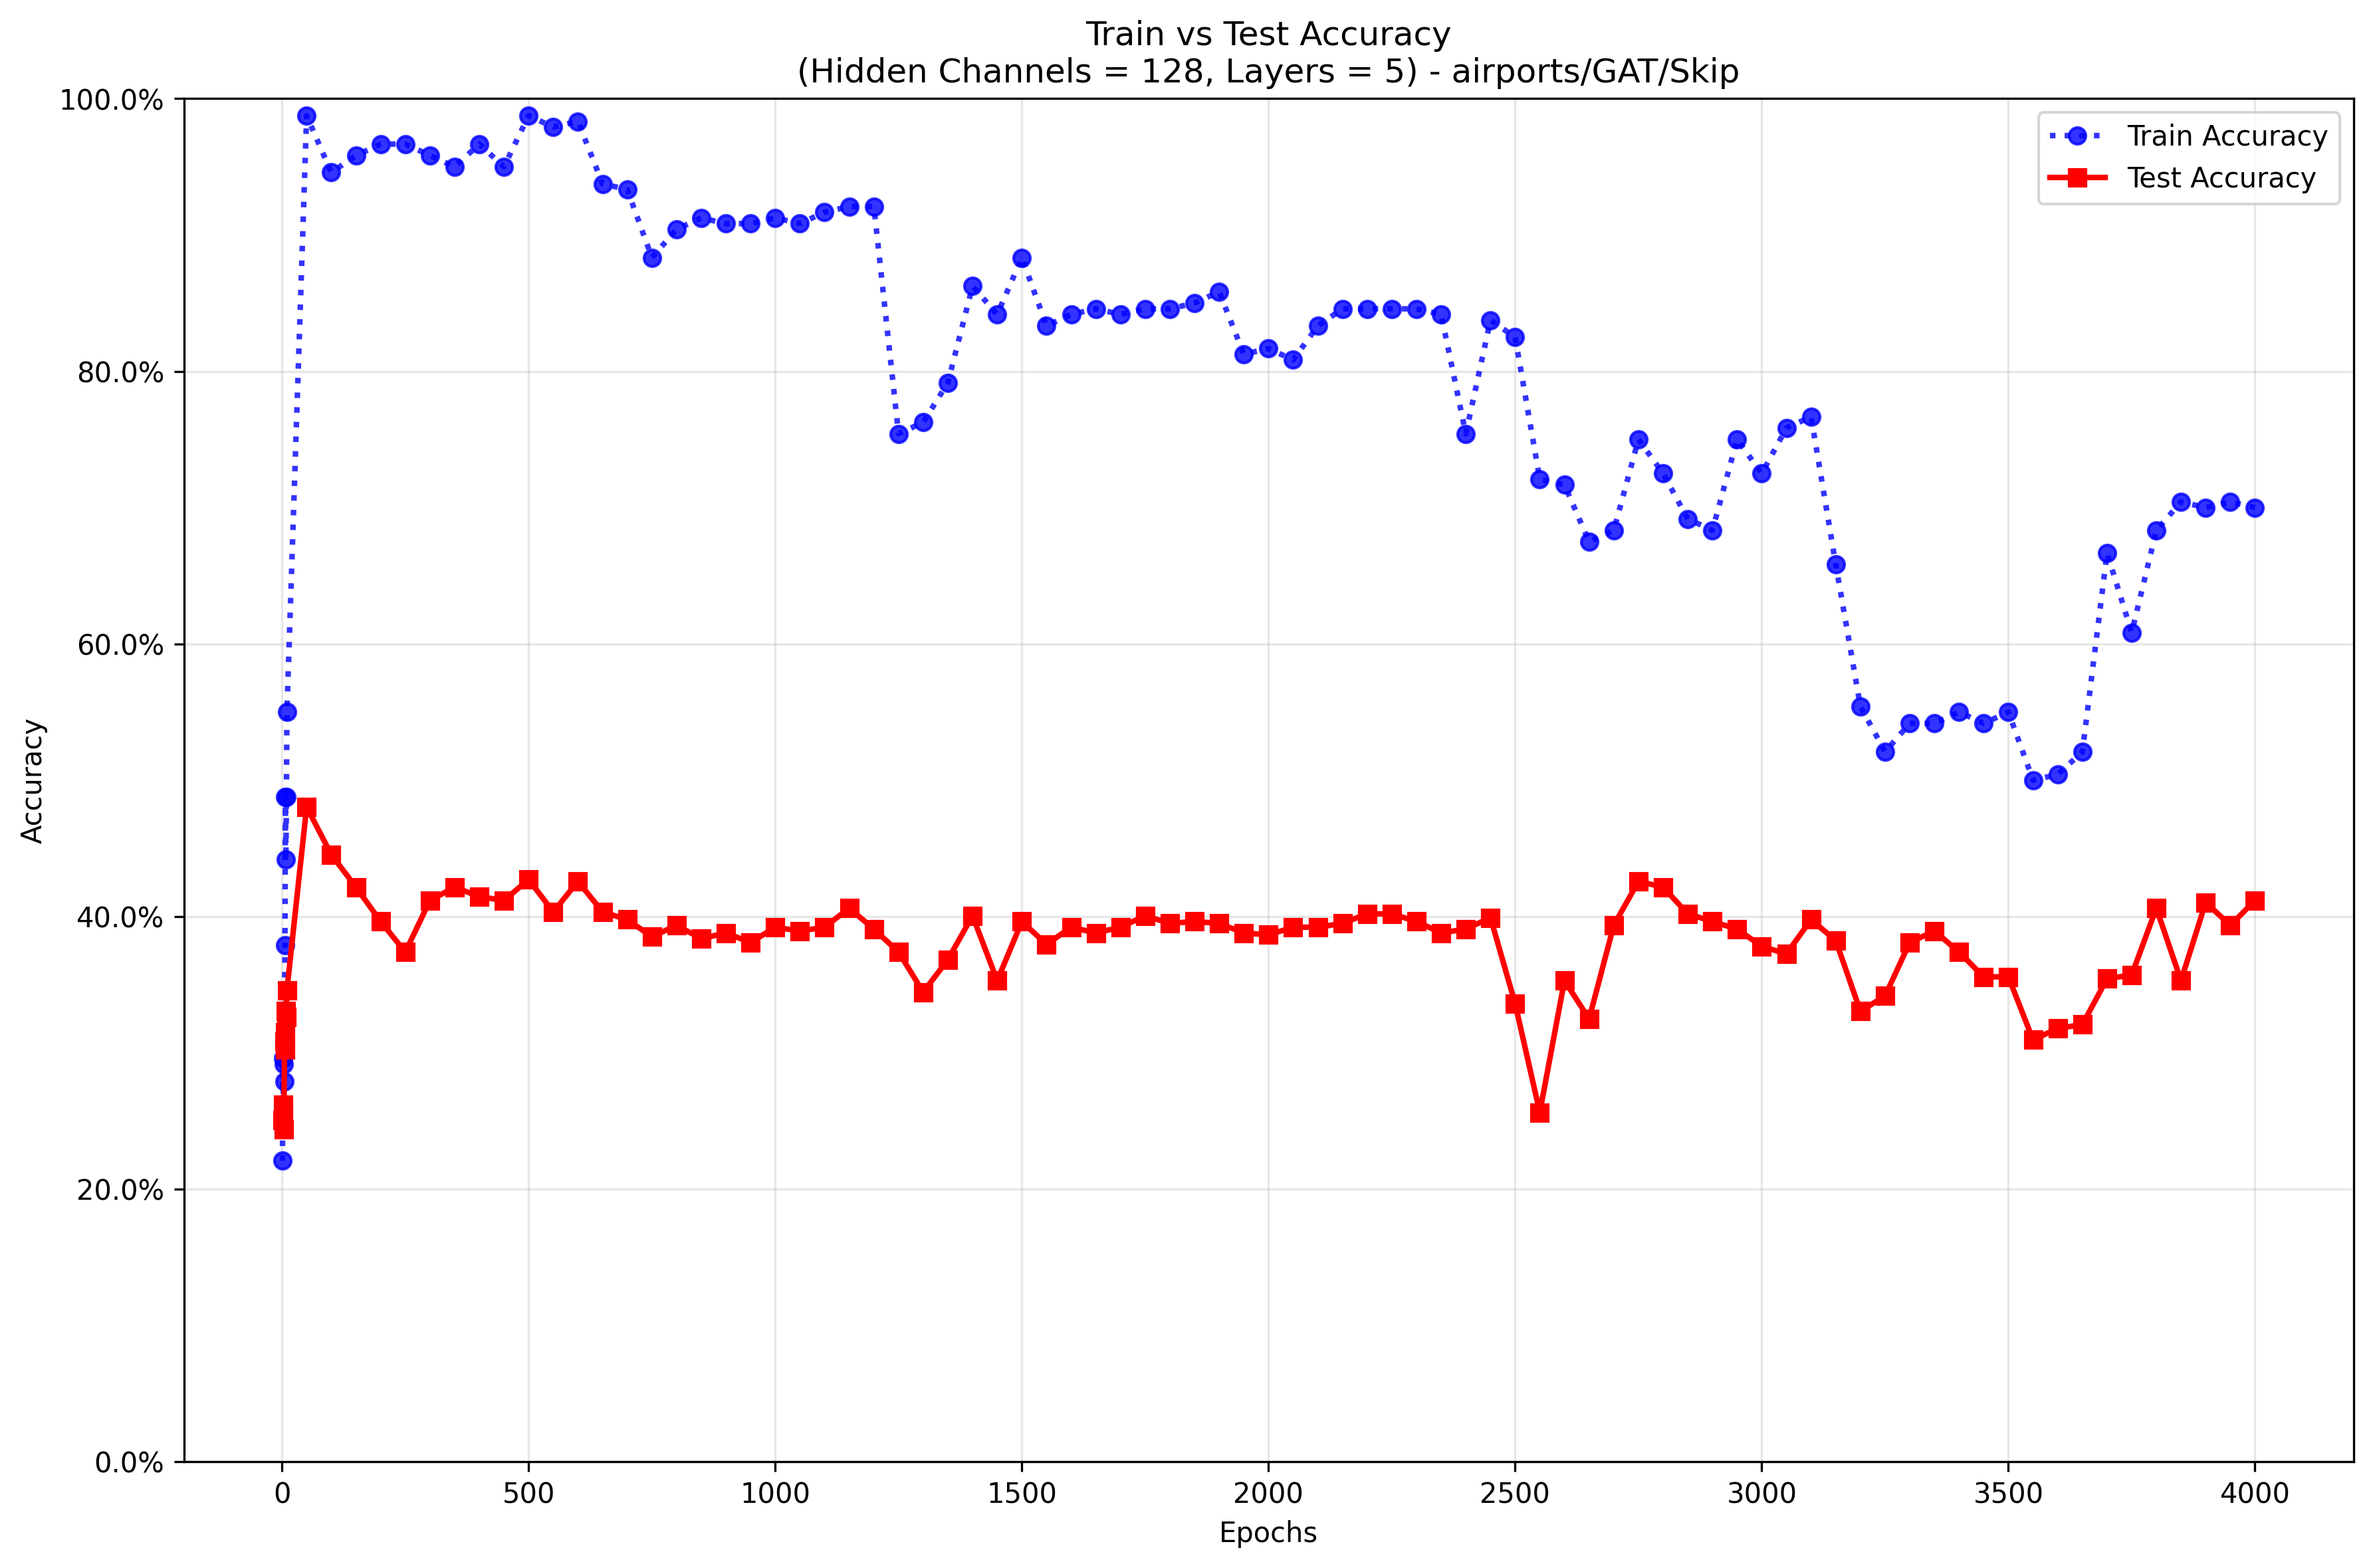 Train vs Test Accuracy
(Hidden Channels = 128, Layers = 5) - airports/GAT/Skip
100.0%
80.0%
60.0%
40.0%
20.0%
0.0%
Accuracy
Train Accuracy
Test Accuracy
0 500 1000 1500 2000 2500 3000 3500 4000
Epochs